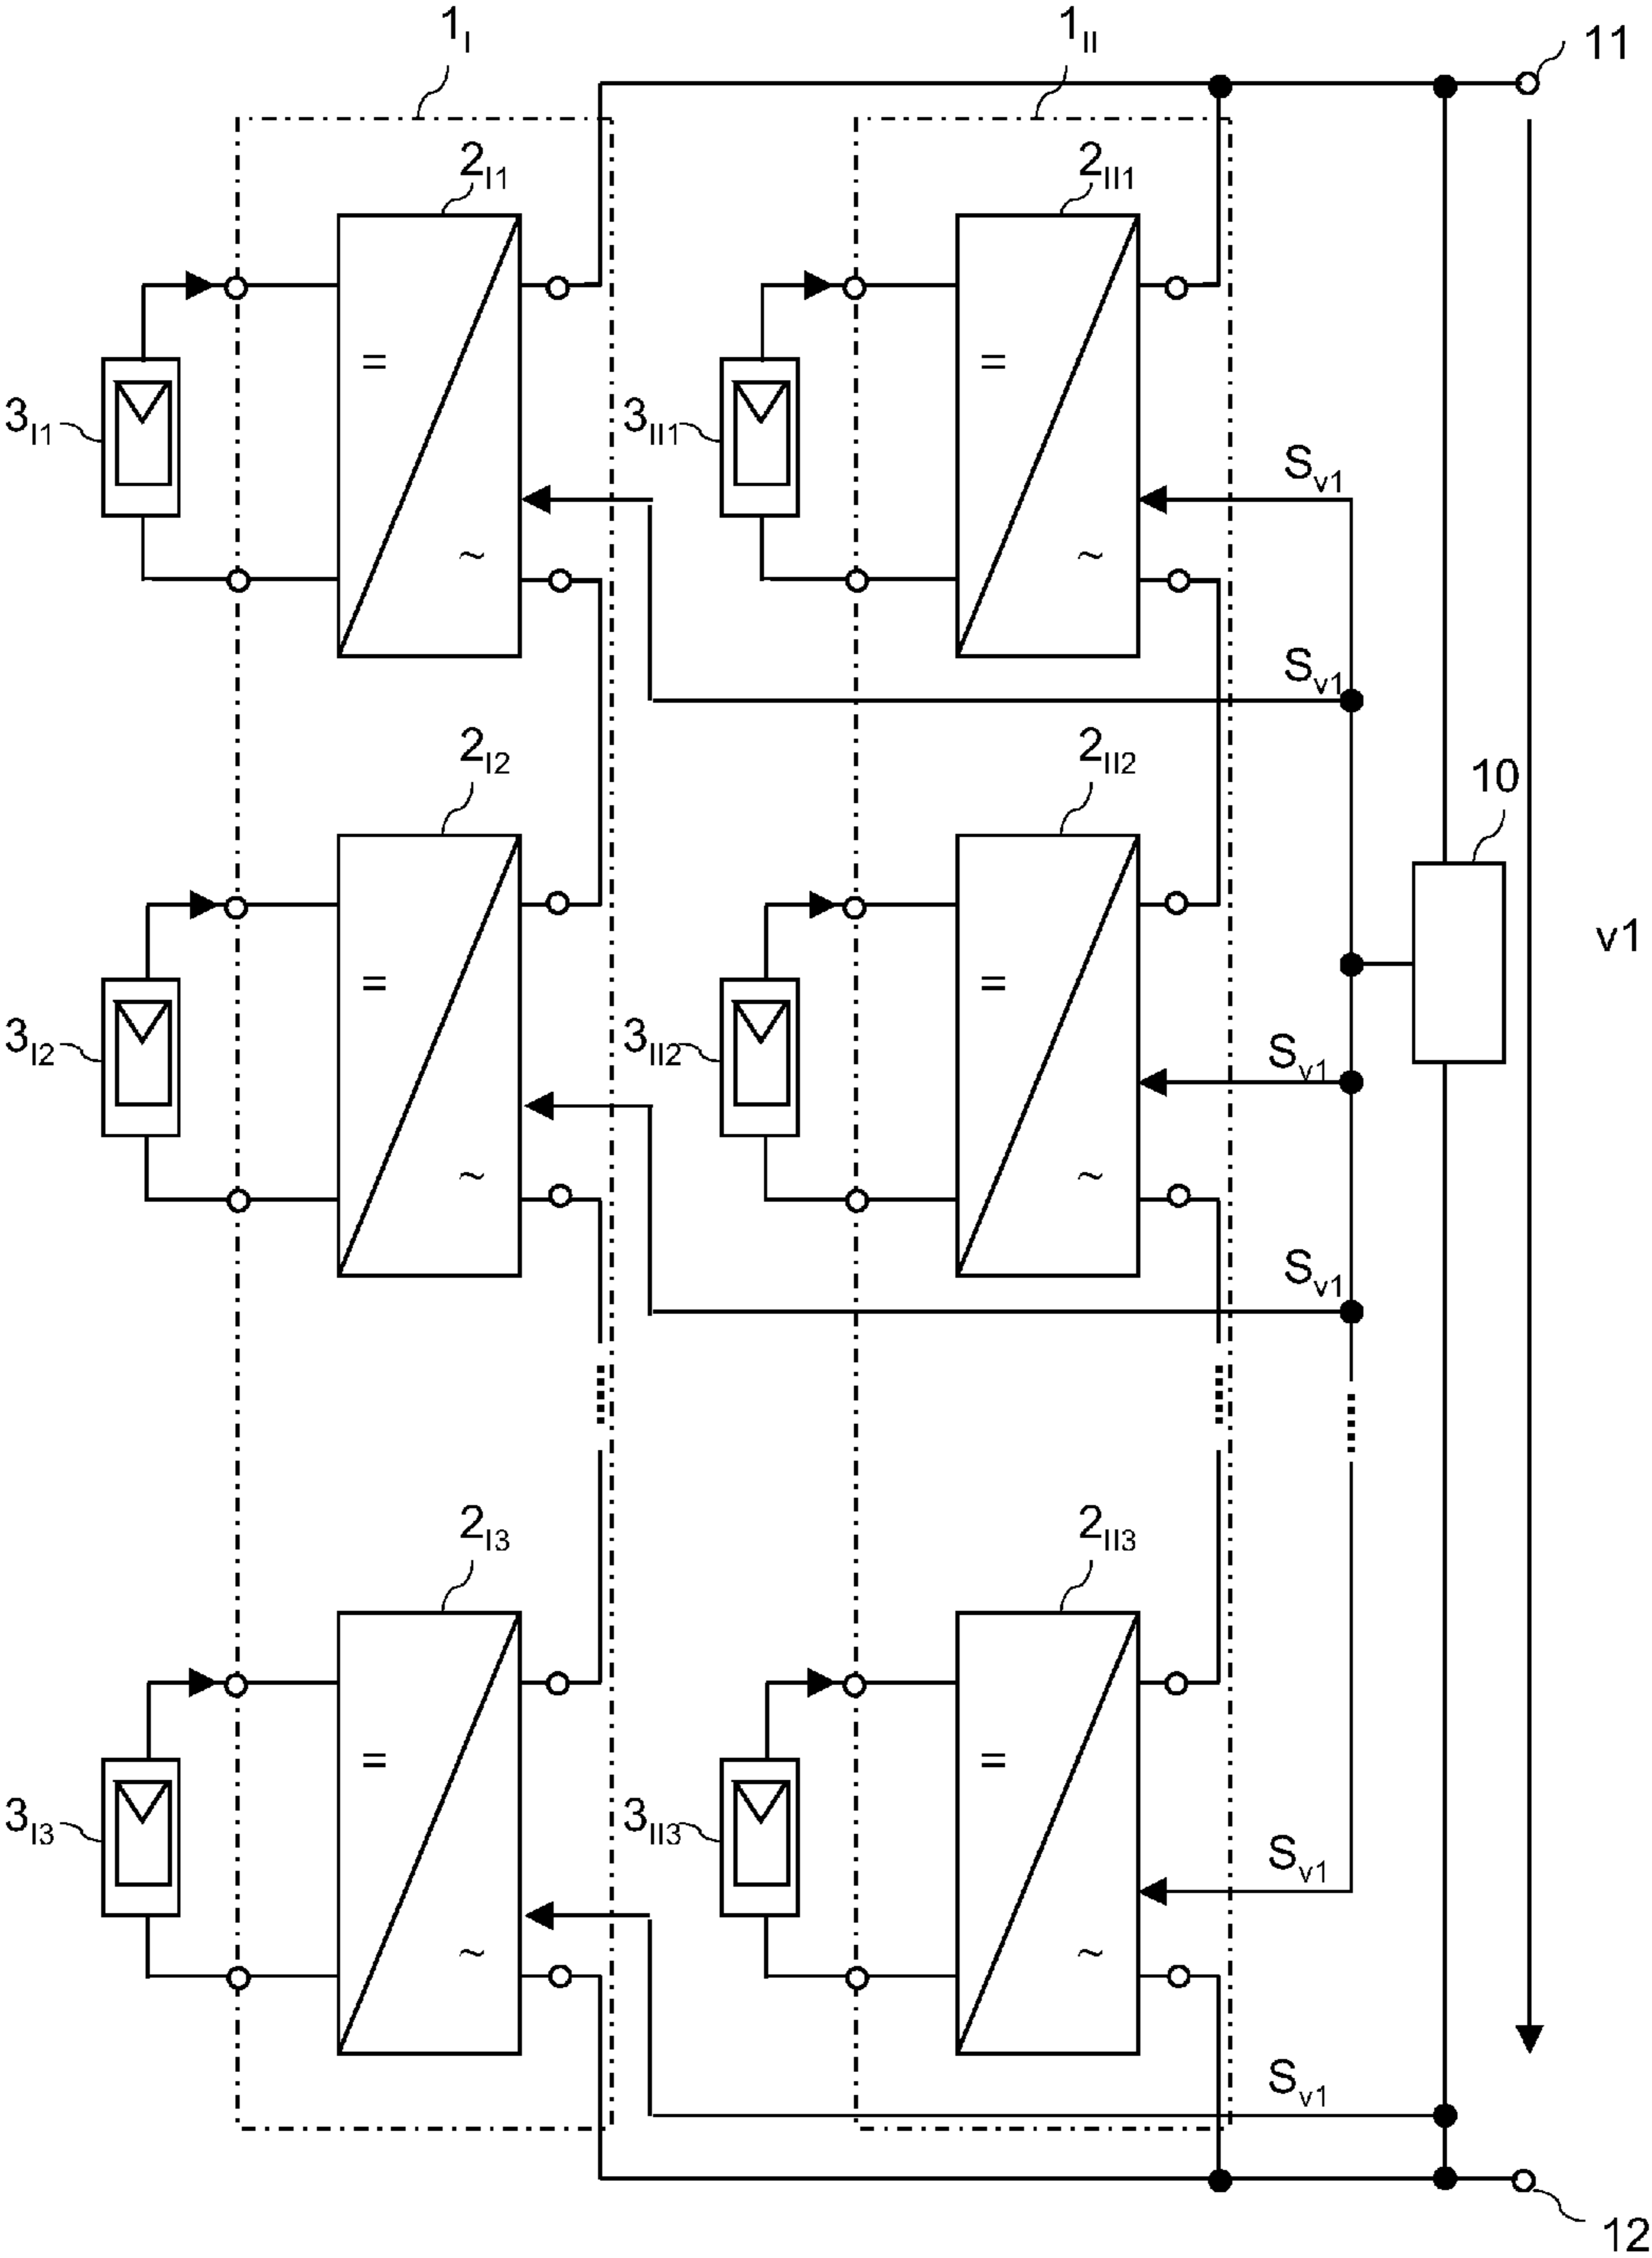 1I 1II 11
2I1 2II1
=
=
3I1 3II1
Sv1
~ ~
Sv1
2I2 2II2
10
v1
= =
3I2 3II2
Sv1
~ ~
Sv1
2I3 2II3
= =
3I3 3II3
Sv1
~ ~
Sv1
12